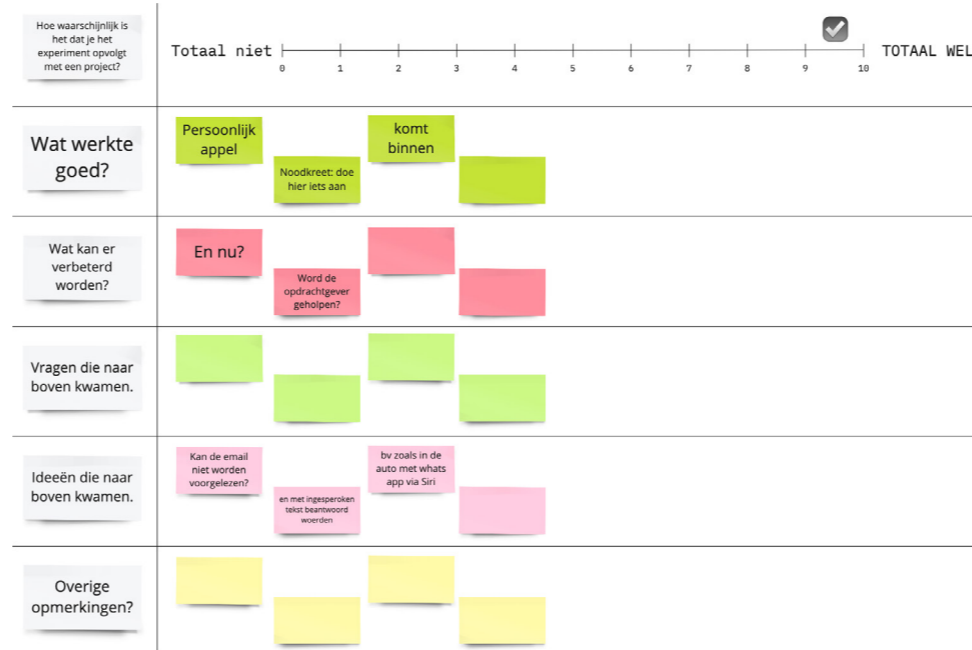 Hoe waarschijnlijk is
het dat je het
experiment opvolgt
met een project?
Totaal niet
0 1 2 3 4 5 6 7 8 9 10
TOTAAL WEL
Wat werkte
goed?
Persoonlijk
appel
Noodkreet: doe
hier iets aan
komt
binnen
Wat kan er
verbeterd
worden?
En nu?
Word de
opdrachtgever
geholpen?
Vragen die naar
boven kwamen.
Ideeën die naar
boven kwamen.
Kan de email
niet worden
voorgelezen?
en met ingesperoken
tekst beantwoord
woerden
bv zoals in de
auto met whats
app via Siri
Overige
opmerkingen?